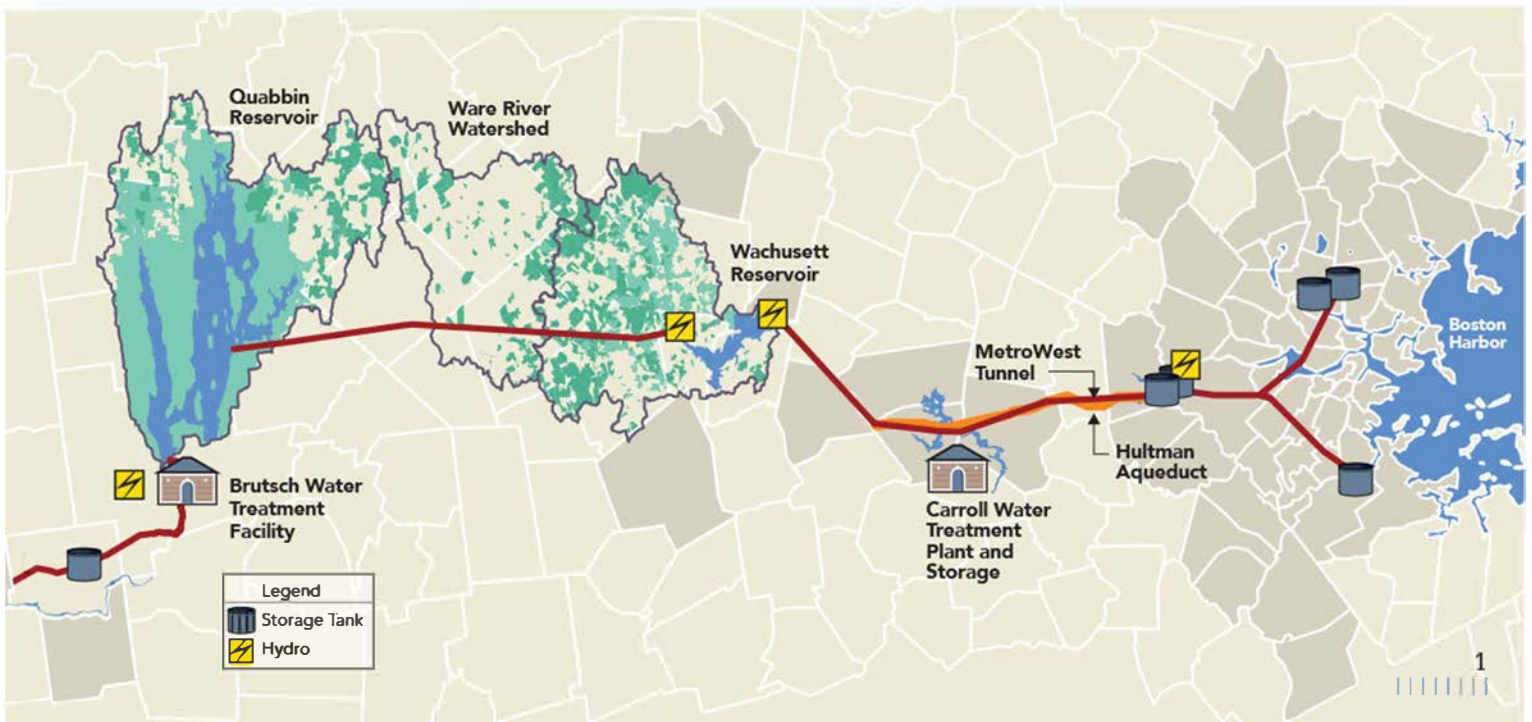 Quabbin
Reservoir
Ware River
Watershed
Wachusett
Reservoir
MetroWest
Tunnel
Boston
Harbor
Hultman
Aqueduct
Brutsch Water
Treatment
Facility
Carroll Water
Treatment
Plant and
Storage
Legend
Storage Tank
Hydro
1